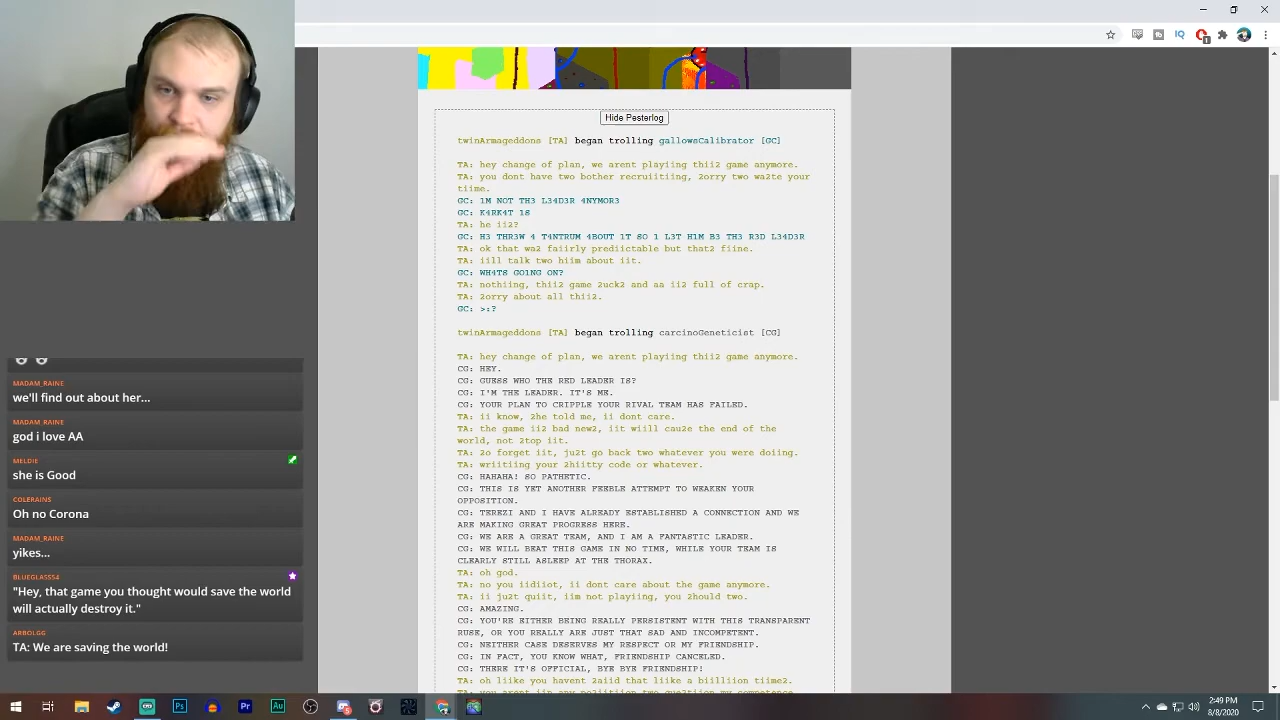 Hide Pesterlog
twinArmageddons [TA] began trolling gallowsCalibrator [GC]
TA: hey change of plan, we arent playiing thii2 game anymore.
TA: you dont have two bother recruiitiing, 2orry two wa2te your
tiime.
GC: 1M NOT TH3 L34D3R 4NYMOR3
GC: K4RK4T 1S
TA: he ii2?
GC: H3 THR3W 4 T4NTRUM 4BOUT 1T SO 1 L3T H1M B3 TH3 R3D L34D3R
TA: ok that wa2 faiirly prediictable but that2 fiine.
TA: iill talk two hiim about iit.
GC: WH4TS GO1NG ON?
TA: nothiing, thii2 game 2uck2 and aa ii2 full of crap.
TA: 2orry about all thii2.
GC: >:?
twinArmageddons [TA] began trolling carcinoGeneticist [CG]
TA: hey change of plan, we arent playiing thii2 game anymore.
CG: HEY.
CG: GUESS WHO THE RED LEADER IS?
CG: I'M THE LEADER. IT'S ME.
CG: YOUR PLAN TO CRIPPLE YOUR RIVAL TEAM HAS FAILED.
TA: ii know, 2he told me, ii dont care.
TA: the game ii2 bad new2, iit wiill cau2e the end of the
world, not 2top iit.
TA: 2o forget iit, ju2t go back two whatever you were doiing.
TA: wriitiing your 2hiitty code or whatever.
CG: HAHAHA! SO PATHETIC.
CG: THIS IS YET ANOTHER FEEBLE ATTEMPT TO WEAKEN YOUR
OPPOSITION.
CG: TEREZI AND I HAVE ALREADY ESTABLISHED A CONNECTION AND WE
ARE MAKING GREAT PROGRESS HERE.
CG: WE ARE A GREAT TEAM, AND I AM A FANTASTIC LEADER.
CG: WE WILL BEAT THIS GAME IN NO TIME, WHILE YOUR TEAM IS
CLEARLY STILL ASLEEP AT THE THORAX.
TA: oh god.
TA: no you iidiot, ii dont care about the game anymore.
TA: ii ju2t quiit, iim not playiing, you 2hould two.
CG: AMAZING.
CG: YOU'RE EITHER BEING REALLY PERSISTENT WITH THIS TRANSPARENT
RUSE, OR YOU REALLY ARE JUST THAT SAD AND INCOMPETENT.
CG: NEITHER CASE DESERVES MY RESPECT OR MY FRIENDSHIP.
CG: IN FACT, YOU KNOW WHAT, FRIENDSHIP CANCELED.
CG: THERE IT'S OFFICIAL, BYE BYE FRIENDSHIP!
TA: oh liike you havent 2aiid that liike a biillliion tiime2.
TA: you arent iin any po2iitiion two que2tiion my competence
MADAM_RAINE
we'll find out about her...
MADAM_RAINE
god i love AA
MELDIE
she is Good
COLERAINS
Oh no Corona
MADAM_RAINE
yikes...
BLUEGLASS54
"Hey, that game you thought would save the world
will actually destroy it."
ARBOLGG
TA: We are saving the world!
IQ
1
Ps
Pr
Au
2:49 PM
8/8/2020